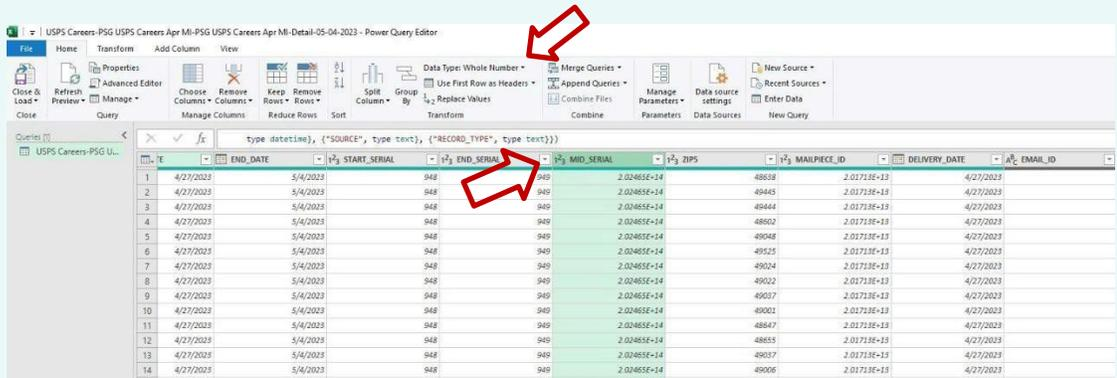 USPS Careers-PSG USPS Careers Apr MI-PSG USPS Careers Apr MI-Detail-05-04-2023 - Power Query Editor
File Home Transform Add Column View
Close & Load
Close
Refresh Preview
Properties
Advanced Editor
Manage
Query
Choose Columns
Remove Columns
Manage Columns
Keep Rows
Remove Rows
Reduce Rows
Sort
Split Column
Group By
Data Type: Whole Number
Use First Row as Headers
Replace Values
Transform
Merge Queries
Append Queries
Combine Files
Combine
Manage Parameters
Parameters
Data source settings
Data Sources
New Source
Recent Sources
Enter Data
New Query
Queries [1]
USPS Careers-PSG U...
fx type datetime}, {"SOURCE", type text}, {"RECORD_TYPE", type text}})
TE END_DATE 123 START_SERIAL 123 END_SERIAL 123 MID_SERIAL 123 ZIP5 123 MAILPIECE_ID DELIVERY_DATE ABC EMAIL_ID
1 4/27/2023 5/4/2023 948 949 2.02465E+14 48638 2.01713E+13 4/27/2023
2 4/27/2023 5/4/2023 948 949 2.02465E+14 49445 2.01713E+13 4/27/2023
3 4/27/2023 5/4/2023 948 949 2.02465E+14 49444 2.01713E+13 4/27/2023
4 4/27/2023 5/4/2023 948 949 2.02465E+14 48602 2.01713E+13 4/27/2023
5 4/27/2023 5/4/2023 948 949 2.02465E+14 49048 2.01713E+13 4/27/2023
6 4/27/2023 5/4/2023 948 949 2.02465E+14 49525 2.01713E+13 4/27/2023
7 4/27/2023 5/4/2023 948 949 2.02465E+14 49024 2.01713E+13 4/27/2023
8 4/27/2023 5/4/2023 948 949 2.02465E+14 49022 2.01713E+13 4/27/2023
9 4/27/2023 5/4/2023 948 949 2.02465E+14 49037 2.01713E+13 4/27/2023
10 4/27/2023 5/4/2023 948 949 2.02465E+14 49001 2.01713E+13 4/27/2023
11 4/27/2023 5/4/2023 948 949 2.02465E+14 48647 2.01713E+13 4/27/2023
12 4/27/2023 5/4/2023 948 949 2.02465E+14 48655 2.01713E+13 4/27/2023
13 4/27/2023 5/4/2023 948 949 2.02465E+14 49037 2.01713E+13 4/27/2023
14 4/27/2023 5/4/2023 948 949 2.02465E+14 49006 2.01713E+13 4/27/2023